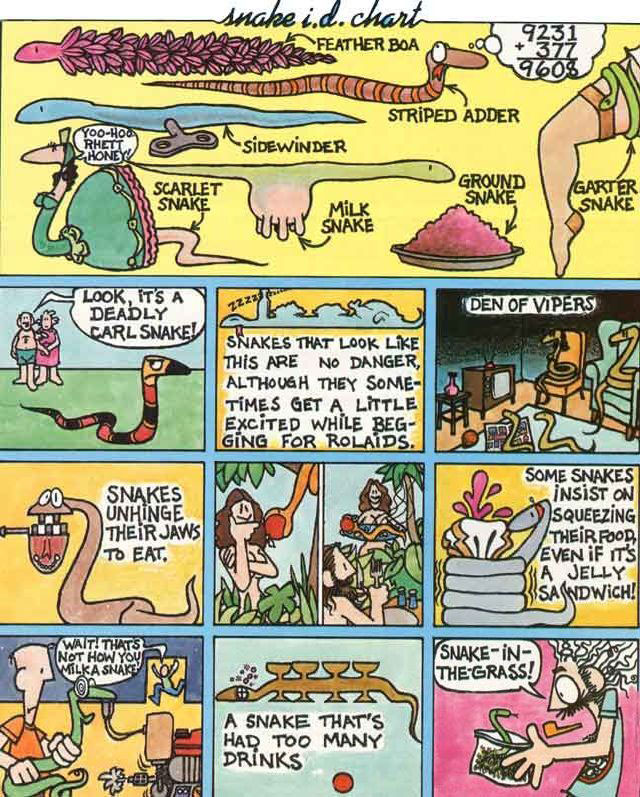 snake i.d. chart
FEATHER BOA
9231
+ 377
9608
STRIPED ADDER
SIDEWINDER
YOO-HOO
RHETT
HONEY!
SCARLET
SNAKE
MILK
SNAKE
GROUND
SNAKE
GARTER
SNAKE
LOOK, IT'S A
DEADLY
CARL SNAKE!
ZZZZZ
SNAKES THAT LOOK LIKE
THIS ARE NO DANGER,
ALTHOUGH THEY SOME-
TIMES GET A LITTLE
EXCITED WHILE BEG-
GING FOR ROLAIDS.
DEN OF VIPERS
SNAKES
UNHINGE
THEIR JAWS
TO EAT.
SOME SNAKES
INSIST ON
SQUEEZING
THEIR FOOD,
EVEN IF IT'S
A JELLY
SANDWICH!
WAIT! THAT'S
NOT HOW YOU
MILK A SNAKE!
A SNAKE THAT'S
HAD TOO MANY
DRINKS
SNAKE-IN-
THE-GRASS!